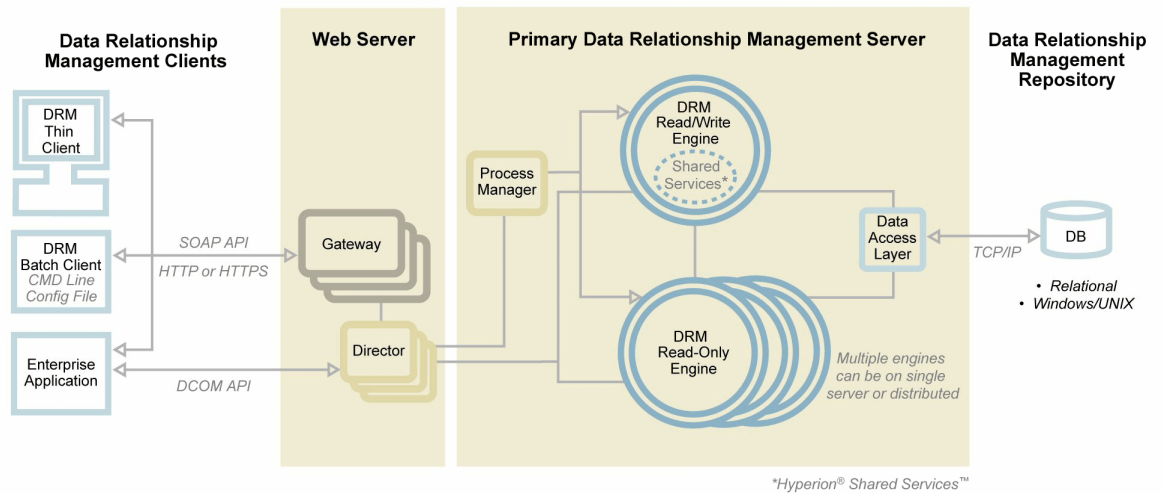 Data Relationship
Management Clients
Web Server
Primary Data Relationship Management Server
Data Relationship
Management
Repository
DRM
Thin
Client
DRM
Batch Client
CMD Line
Config File
Enterprise
Application
SOAP API
HTTP or HTTPS
DCOM API
Gateway
Director
Process
Manager
DRM
Read/Write
Engine
Shared
Services*
DRM
Read-Only
Engine
Multiple engines
can be on single
server or distributed
Data
Access
Layer
TCP/IP
DB
• Relational
• Windows/UNIX
*Hyperion® Shared Services™